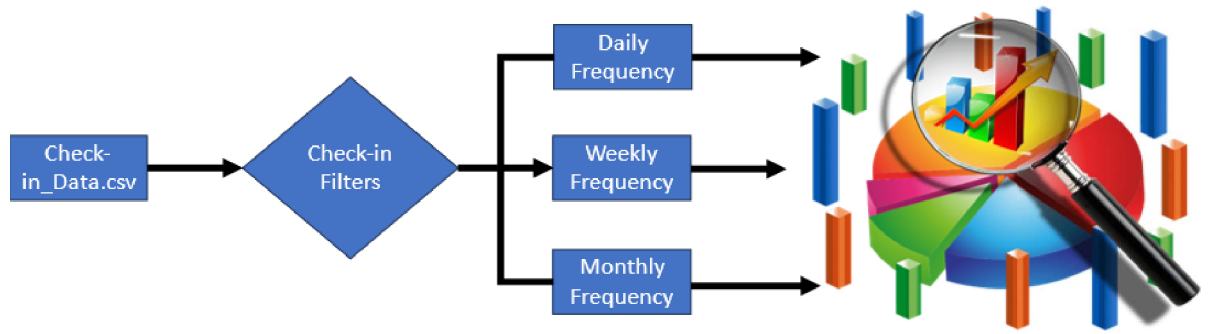 Check-
in_Data.csv
Check-in
Filters
Daily
Frequency
Weekly
Frequency
Monthly
Frequency